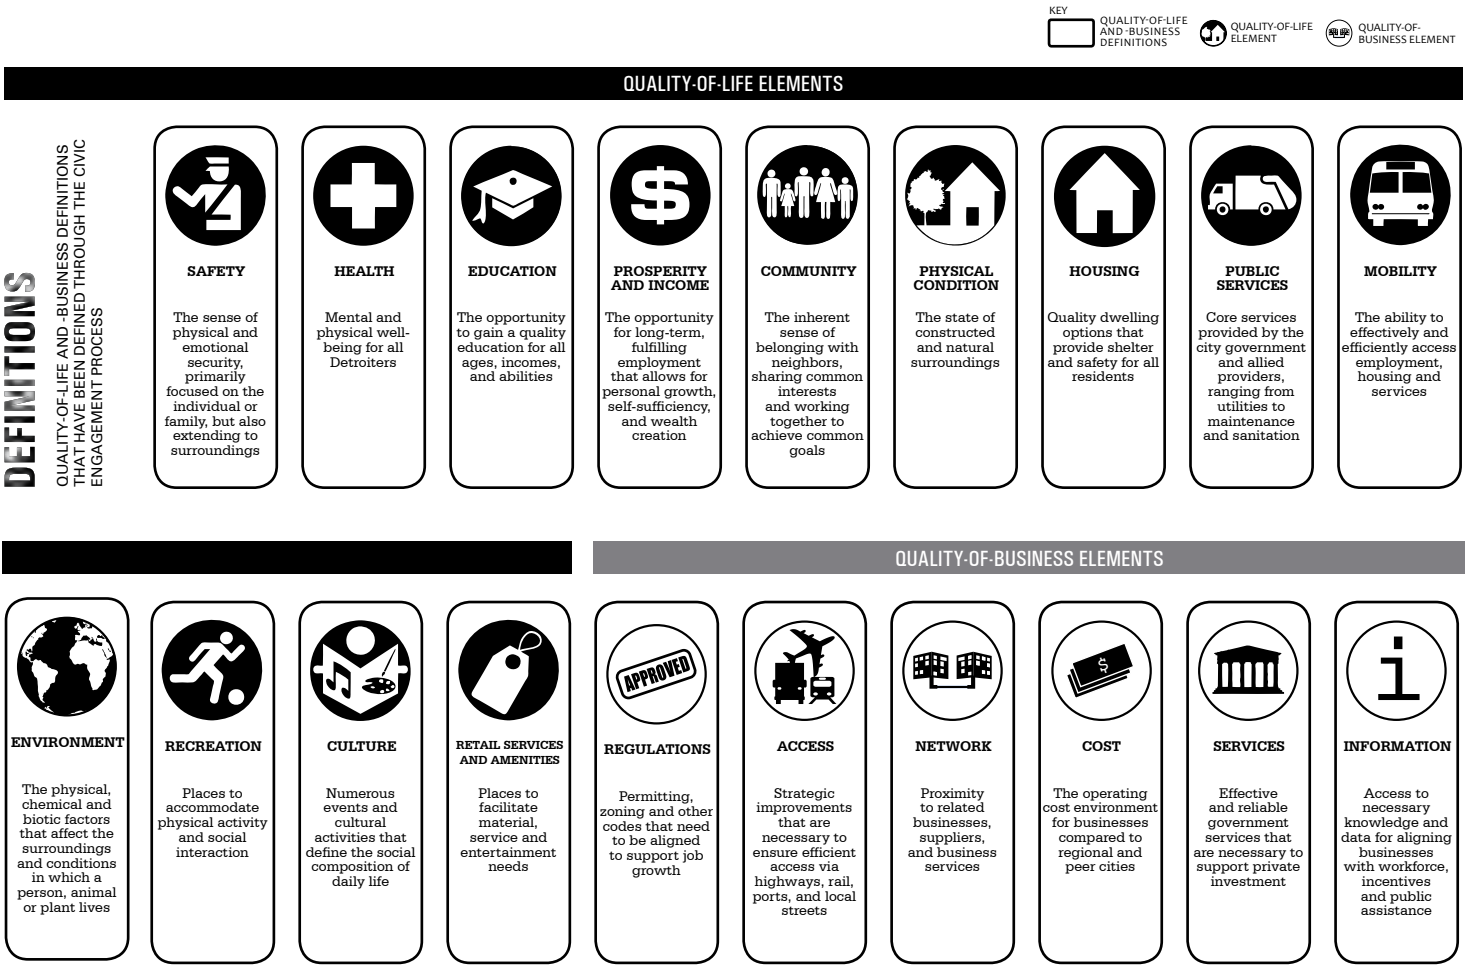 KEY
QUALITY-OF-LIFE
AND -BUSINESS
DEFINITIONS
QUALITY-OF-LIFE
ELEMENT
QUALITY-OF-
BUSINESS ELEMENT
QUALITY-OF-LIFE ELEMENTS
DEFINITIONS
QUALITY-OF-LIFE AND -BUSINESS DEFINITIONS
THAT HAVE BEEN DEFINED THROUGH THE CIVIC
ENGAGEMENT PROCESS
SAFETY
The sense of
physical and
emotional
security,
primarily
focused on the
individual or
family, but also
extending to
surroundings
HEALTH
Mental and
physical well-
being for all
Detroiters
EDUCATION
The opportunity
to gain a quality
education for all
ages, incomes,
and abilities
$
PROSPERITY
AND INCOME
The opportunity
for long-term,
fulfilling
employment
that allows for
personal growth,
self-sufficiency,
and wealth
creation
COMMUNITY
The inherent
sense of
belonging with
neighbors,
sharing common
interests
and working
together to
achieve common
goals
PHYSICAL
CONDITION
The state of
constructed
and natural
surroundings
HOUSING
Quality dwelling
options that
provide shelter
and safety for all
residents
PUBLIC
SERVICES
Core services
provided by the
city government
and allied
providers,
ranging from
utilities to
maintenance
and sanitation
MOBILITY
The ability to
effectively and
efficiently access
employment,
housing and
services
QUALITY-OF-BUSINESS ELEMENTS
ENVIRONMENT
The physical,
chemical and
biotic factors
that affect the
surroundings
and conditions
in which a
person, animal
or plant lives
RECREATION
Places to
accommodate
physical activity
and social
interaction
CULTURE
Numerous
events and
cultural
activities that
define the social
composition of
daily life
RETAIL SERVICES
AND AMENITIES
Places to
facilitate
material,
service and
entertainment
needs
APPROVED
REGULATIONS
Permitting,
zoning and other
codes that need
to be aligned
to support job
growth
ACCESS
Strategic
improvements
that are
necessary to
ensure efficient
access via
highways, rail,
ports, and local
streets
NETWORK
Proximity
to related
businesses,
suppliers,
and business
services
$
COST
The operating
cost environment
for businesses
compared to
regional and
peer cities
SERVICES
Effective
and reliable
government
services that
are necessary to
support private
investment
i
INFORMATION
Access to
necessary
knowledge and
data for aligning
businesses
with workforce,
incentives
and public
assistance